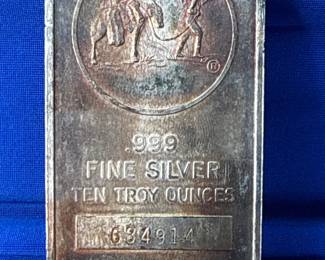 ®
.999
FINE SILVER
TEN TROY OUNCES
634914